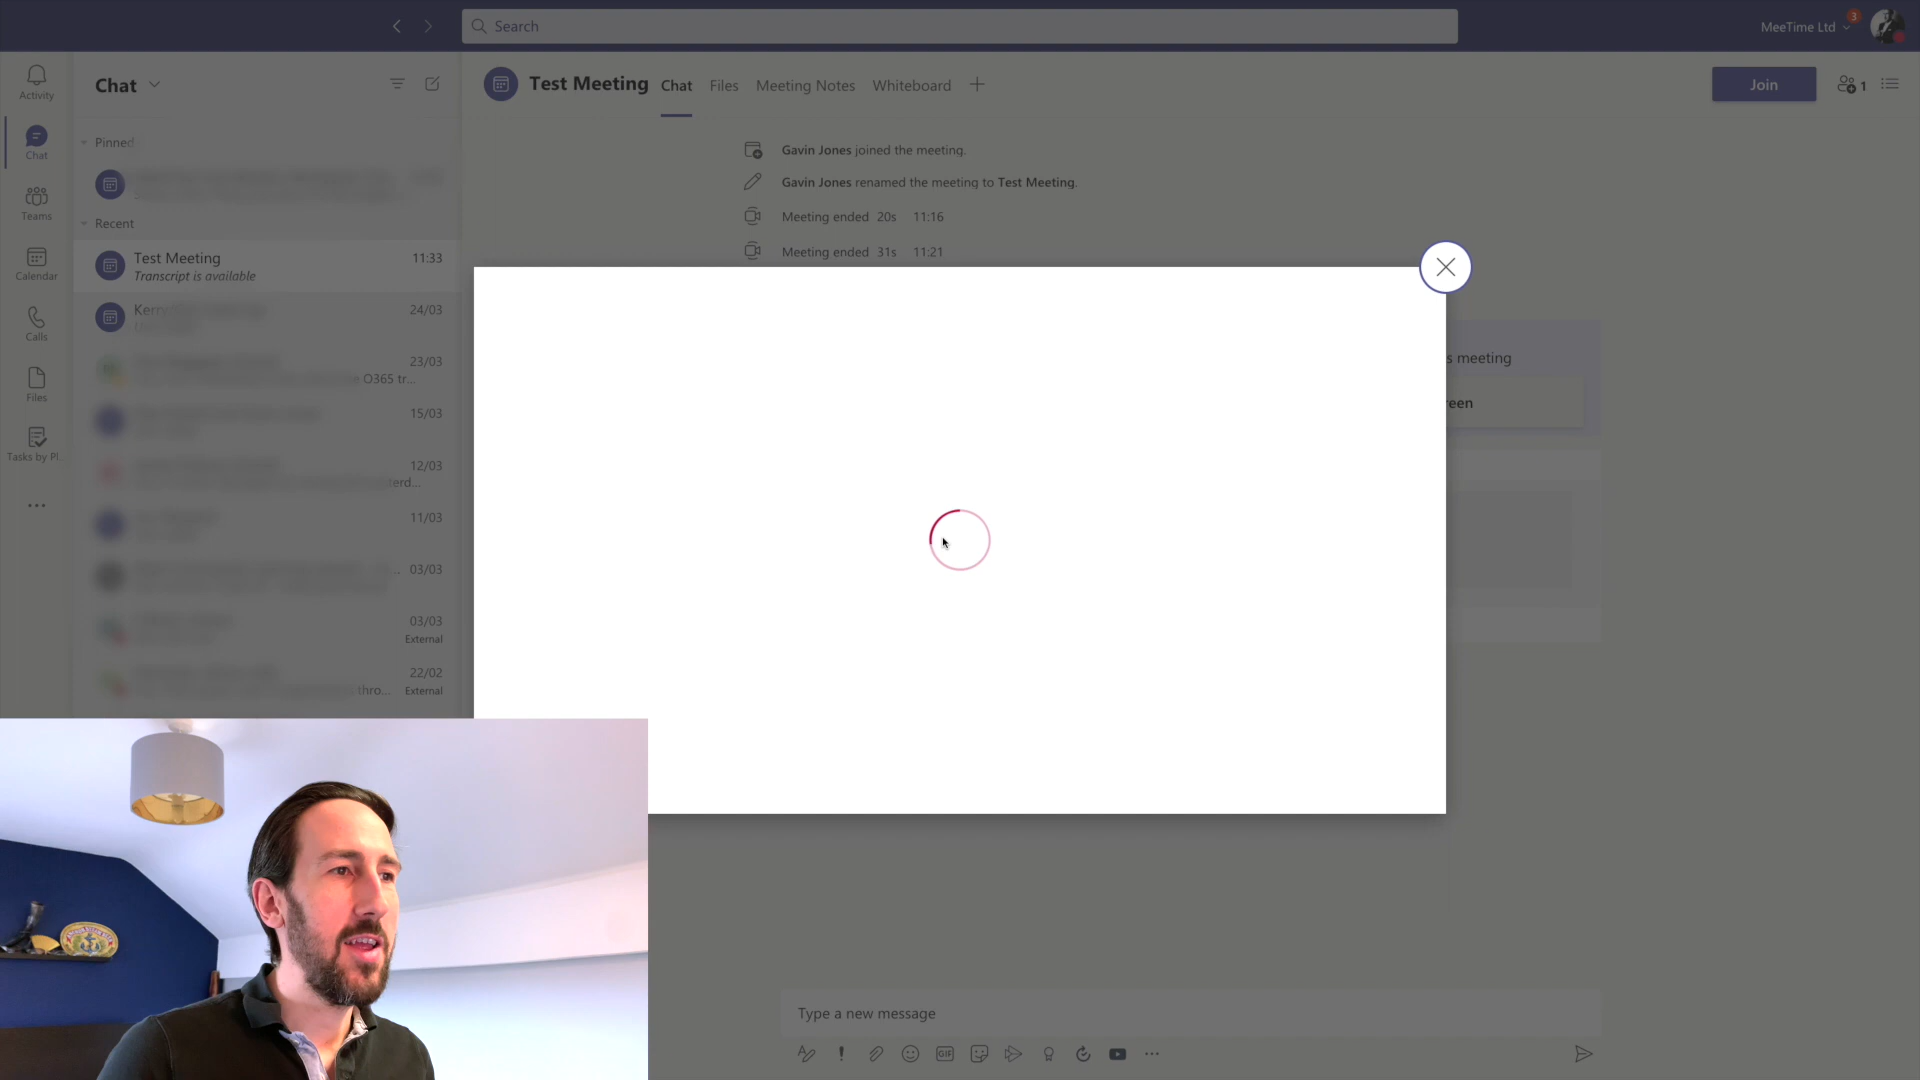 Search
MeeTime Ltd
3
Activity
Chat
Teams
Calendar
Calls
Files
Tasks by Pl
Chat
Pinned
Recent
Test Meeting 11:33
Transcript is available
24/03
23/03
O365 tr...
15/03
12/03
erd...
11/03
03/03
03/03
External
22/02
thro... External
Test Meeting Chat Files Meeting Notes Whiteboard
Join
1
Gavin Jones joined the meeting.
Gavin Jones renamed the meeting to Test Meeting.
Meeting ended 20s 11:16
Meeting ended 31s 11:21
s meeting
reen
Type a new message
GIF